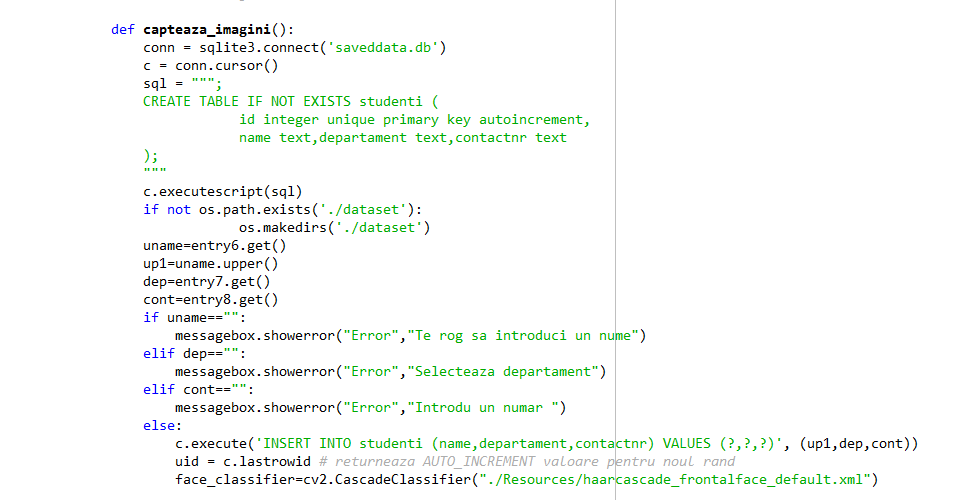 def capteaza_imagini():
conn = sqlite3.connect('saveddata.db')
c = conn.cursor()
sql = """;
CREATE TABLE IF NOT EXISTS studenti (
id integer unique primary key autoincrement,
name text,departament text,contactnr text
);
"""
c.executescript(sql)
if not os.path.exists('./dataset'):
os.makedirs('./dataset')
uname=entry6.get()
up1=uname.upper()
dep=entry7.get()
cont=entry8.get()
if uname=="":
messagebox.showerror("Error","Te rog sa introduci un nume")
elif dep=="":
messagebox.showerror("Error","Selecteaza departament")
elif cont=="":
messagebox.showerror("Error","Introdu un numar ")
else:
c.execute('INSERT INTO studenti (name,departament,contactnr) VALUES (?,?,?)', (up1,dep,cont))
uid = c.lastrowid # returneaza AUTO_INCREMENT valoare pentru noul rand
face_classifier=cv2.CascadeClassifier("./Resources/haarcascade_frontalface_default.xml")